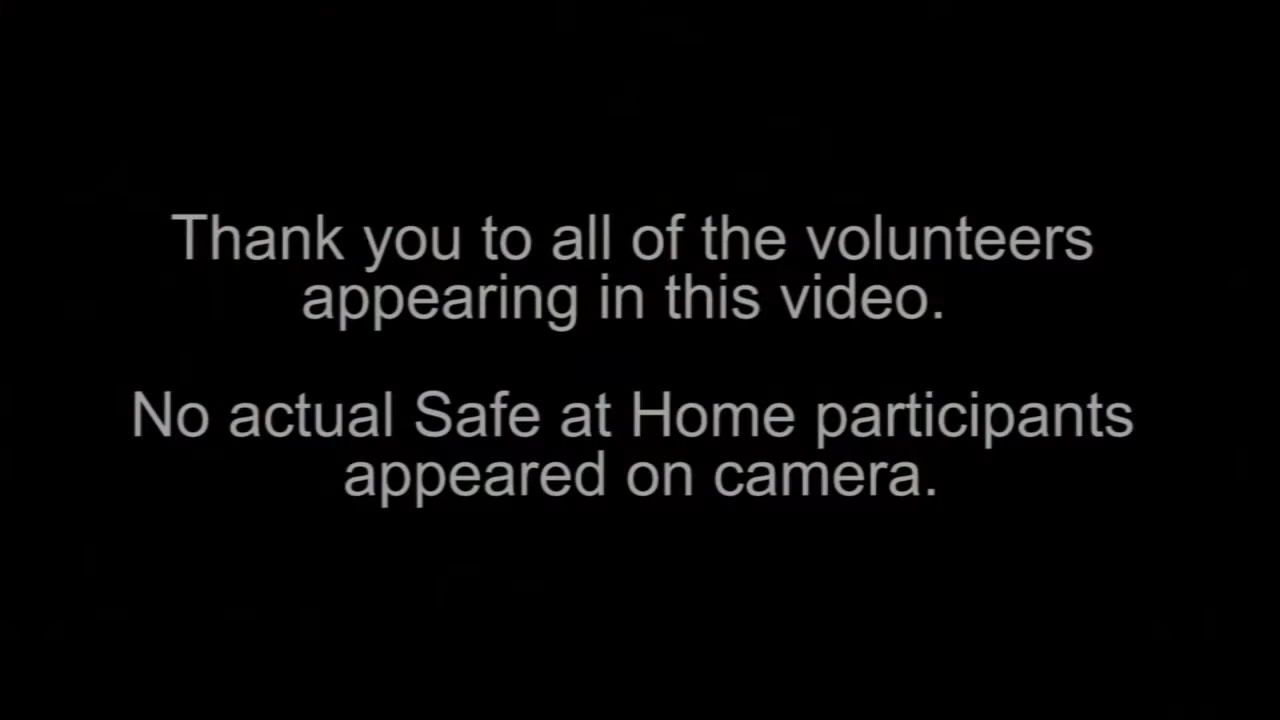 Thank you to all of the volunteers
appearing in this video.
No actual Safe at Home participants
appeared on camera.